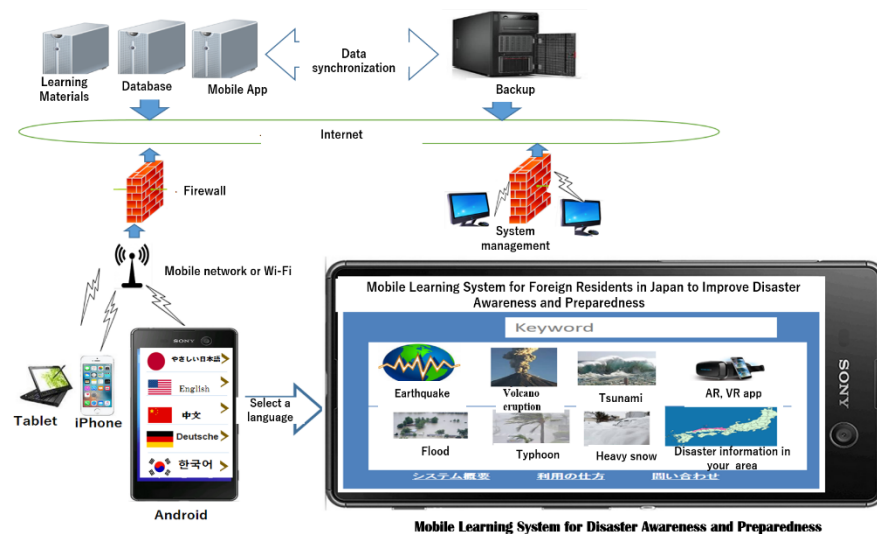 Learning
Materials
Database
Mobile App
Data
synchronization
Backup
Internet
Firewall
System
management
Mobile network or Wi-Fi
Tablet
iPhone
SONY
やさしい日本語
English
中文
Deutsche
한국어
Android
Select a
language
Mobile Learning System for Foreign Residents in Japan to Improve Disaster
Awareness and Preparedness
Keyword
Earthquake
Volcano
eruption
Tsunami
AR, VR app
Flood
Typhoon
Heavy snow
Disaster information in
your area
システム概要
利用の仕方
問い合わせ
SONY
Mobile Learning System for Disaster Awareness and Preparedness